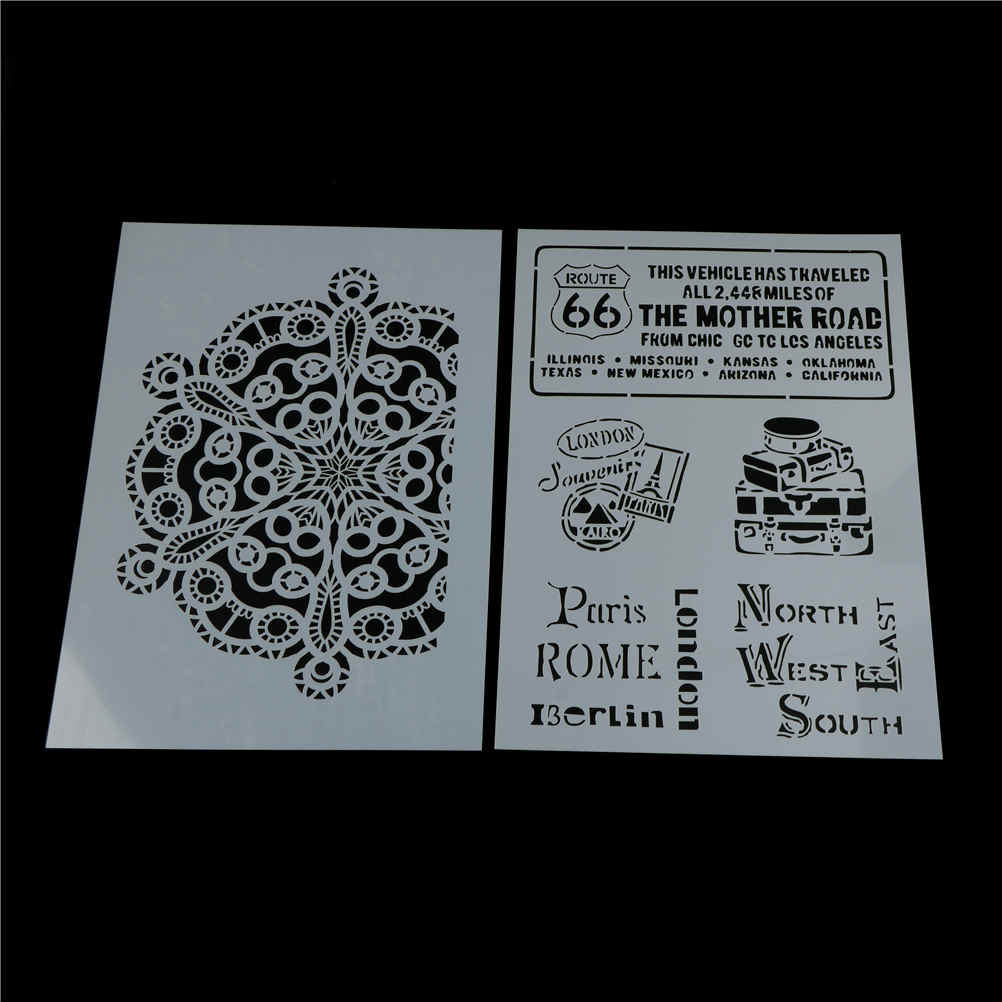 ROUTE
66
THIS VEHICLE HAS TRAVELED
ALL 2,448 MILES OF
THE MOTHER ROAD
FROM CHIC GO TO LOS ANGELES
ILLINOIS • MISSOURI • KANSAS • OKLAHOMA
TEXAS • NEW MEXICO • ARIZONA • CALIFORNIA
LONDON
Souvenir
PARIS
KAIRO
Paris
ROME
Berlin
London
NORTH
WEST
EAST
SOUTH